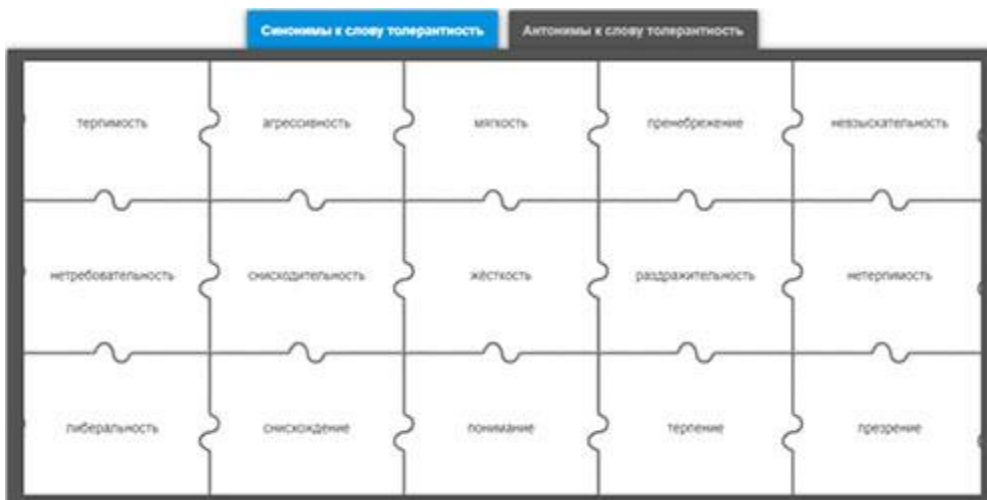 Синонимы к слову толерантность
Антонимы к слову толерантность
терпимость
агрессивность
мягкость
пренебрежение
невзыскательность
нетребовательность
снисходительность
жёсткость
раздражительность
нетерпимость
либеральность
снисхождение
понимание
терпение
презрение